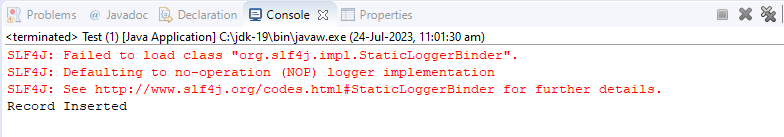 Problems @ Javadoc Declaration Console Properties
<terminated> Test (1) [Java Application] C:\jdk-19\bin\javaw.exe (24-Jul-2023, 11:01:30 am)
SLF4J: Failed to load class "org.slf4j.impl.StaticLoggerBinder".
SLF4J: Defaulting to no-operation (NOP) logger implementation
SLF4J: See http://www.slf4j.org/codes.html#StaticLoggerBinder for further details.
Record Inserted